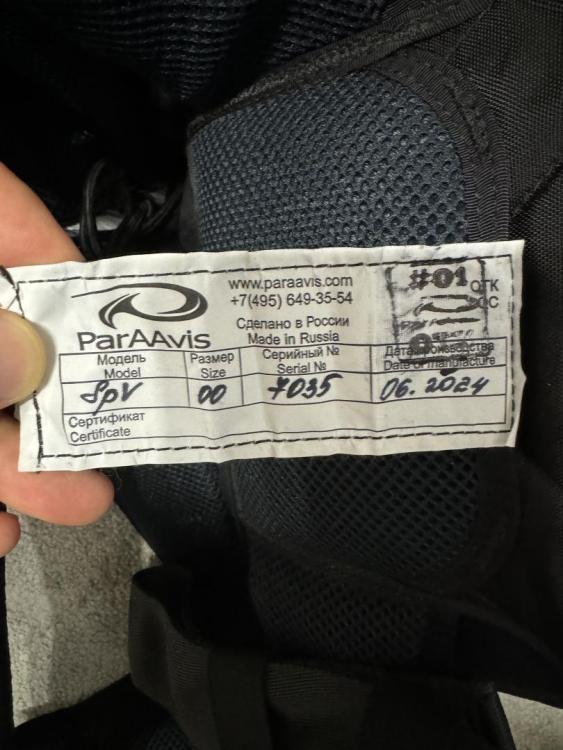 www.paraavis.com
+7(495) 649-35-54
#01
ОТК
QC
ParAAvis
Сделано в России
Made in Russia
Модель
Model
Размер
Size
Серийный №
Serial №
Дата производства
Date of manufacture
SpV
00
7035
06.2024
Сертификат
Certificate